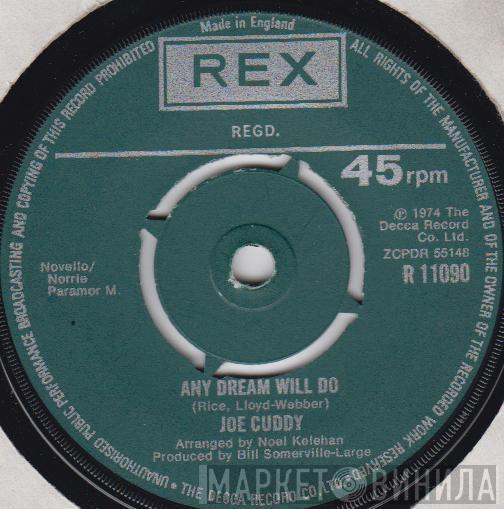 Made in England
REX
REGD.
45 rpm
℗ 1974 The
Decca Record
Co. Ltd.
ZCPDR 55148
R 11090
Novello/
Norrie
Paramor M.
ANY DREAM WILL DO
(Rice, Lloyd-Webber)
JOE CUDDY
Arranged by Noel Kelehan
Produced by Bill Somerville-Large
ALL RIGHTS OF THE MANUFACTURER AND OF THE OWNER OF THE RECORDED WORK RESERVED
UNAUTHORISED PUBLIC PERFORMANCE BROADCASTING AND COPYING OF THIS RECORD PROHIBITED
• THE DECCA RECORD CO. LTD.
МАРКЕТ ВИНИЛА